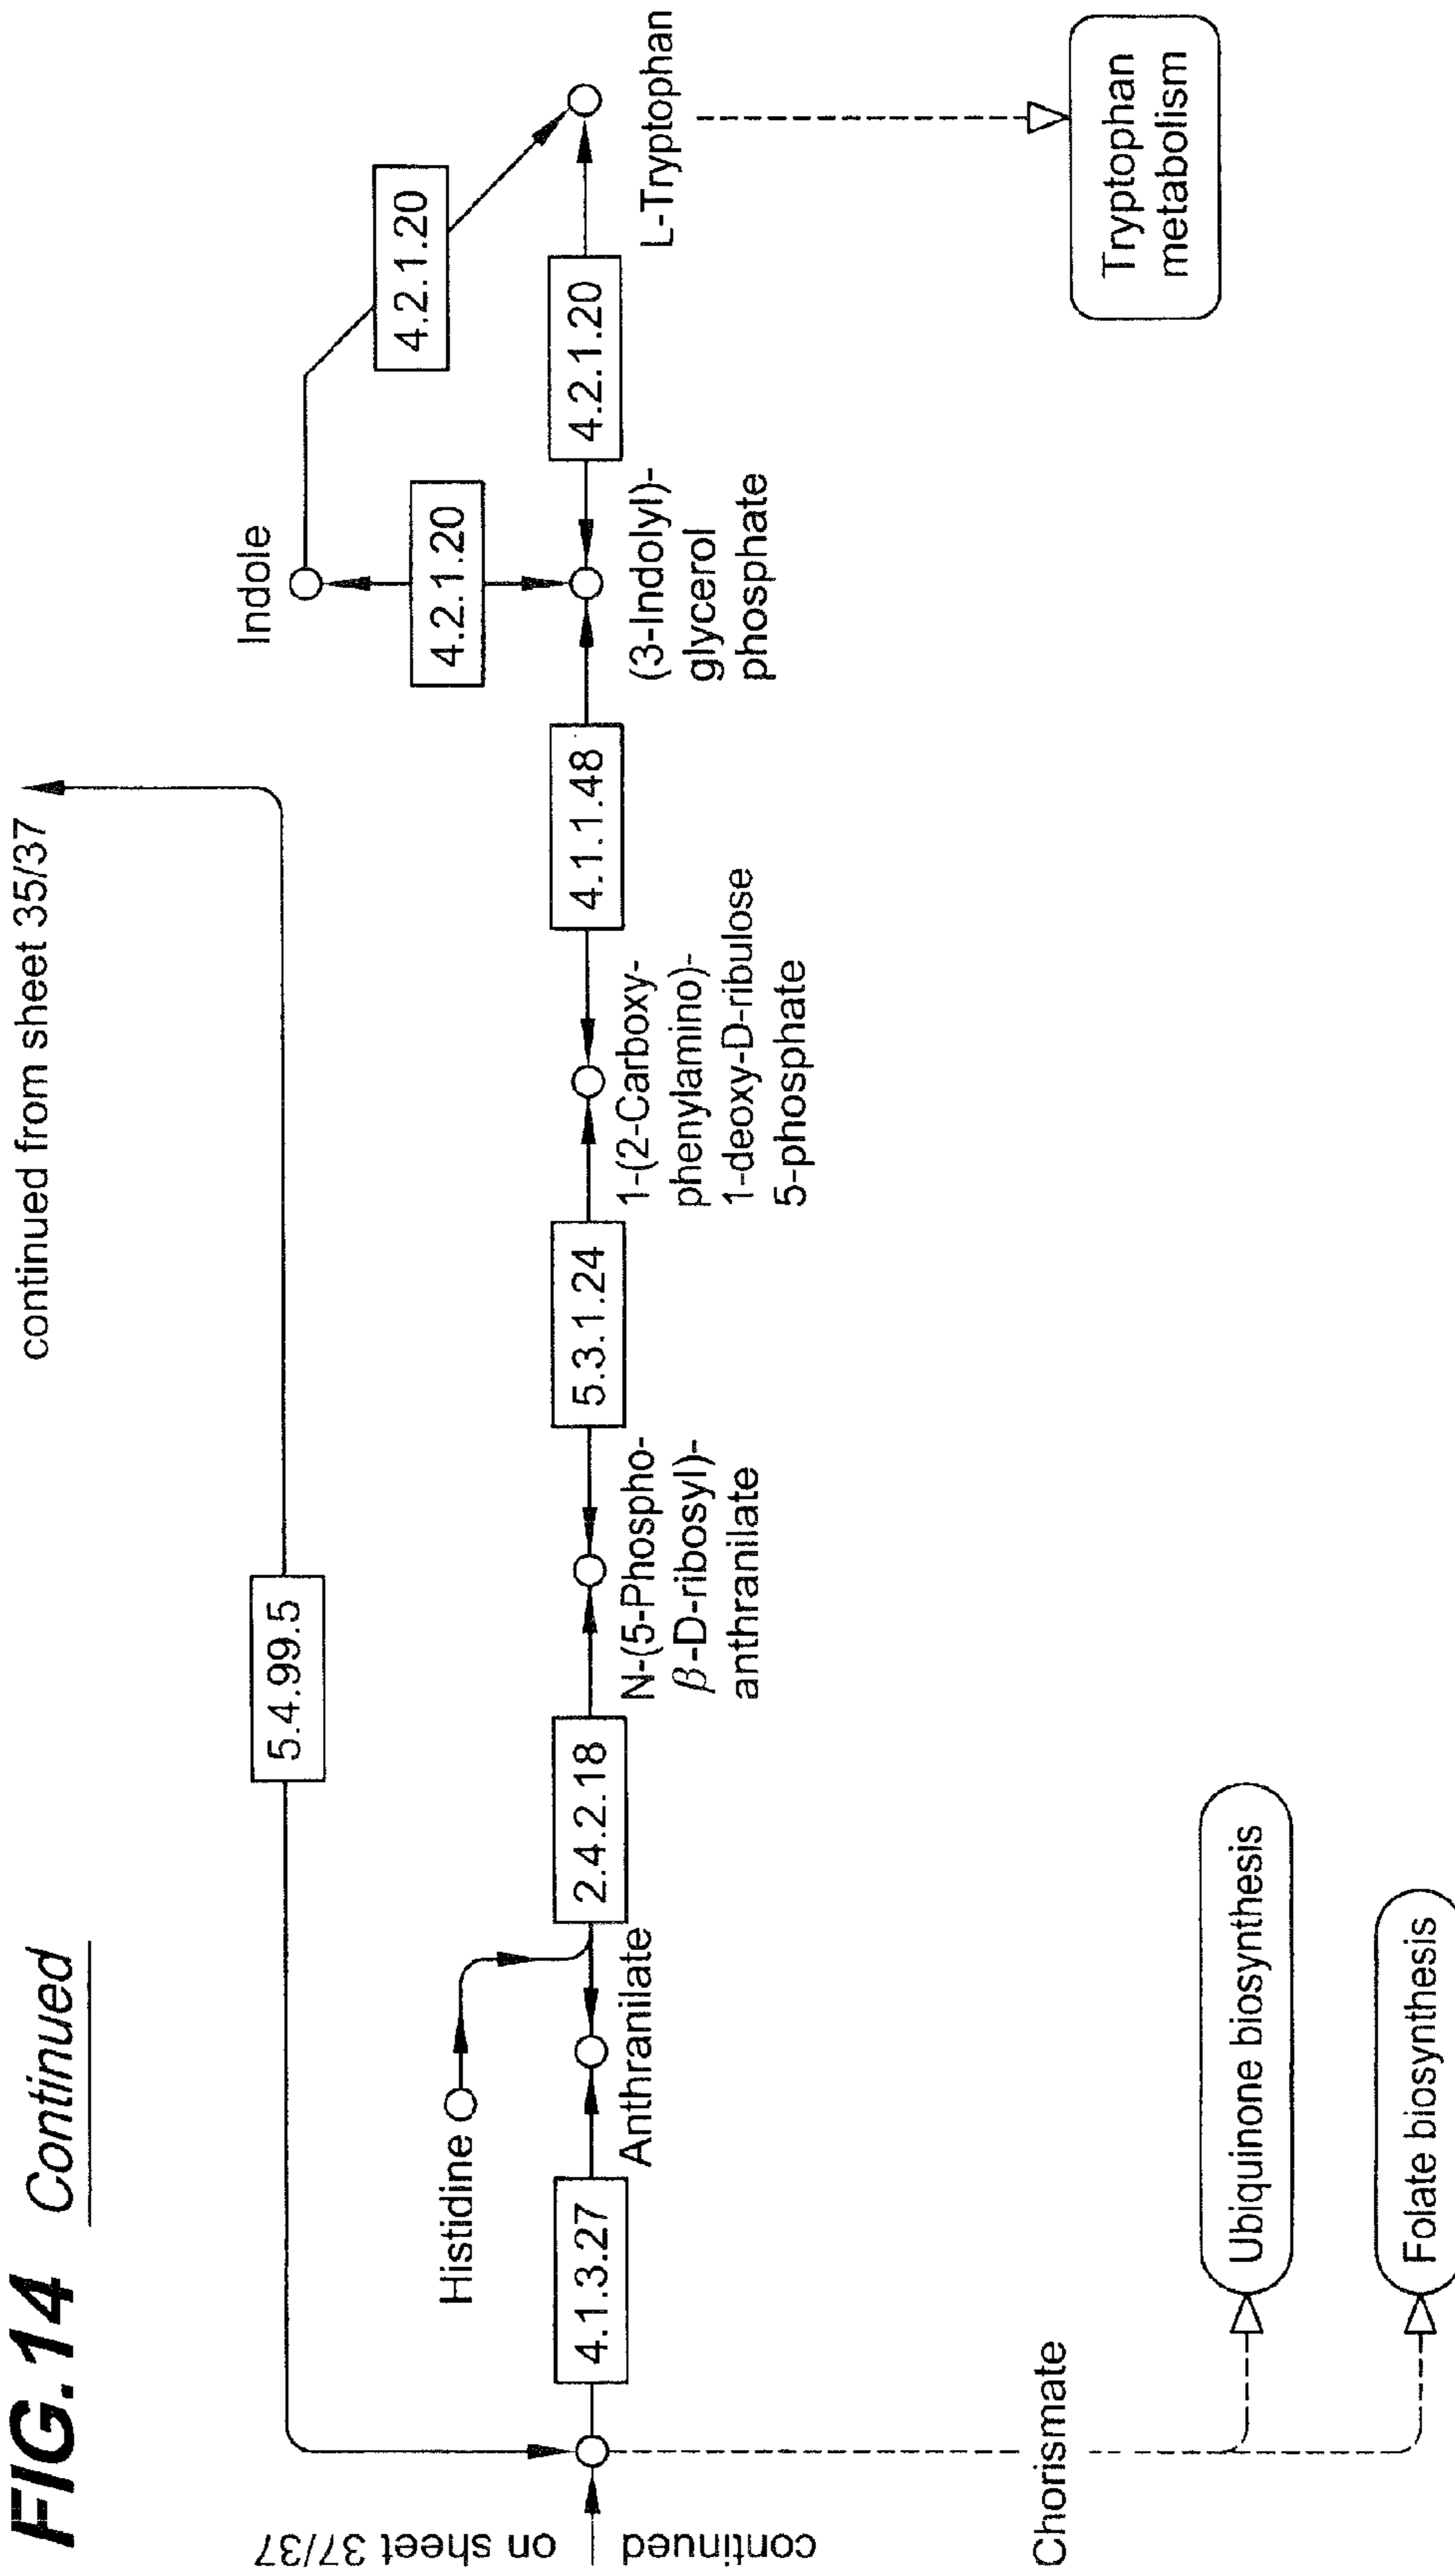 FIG.14 Continued
continued from sheet 35/37
5.4.99.5
Indole
4.2.1.20
4.2.1.20
Histidine
continued
on sheet 37/37
4.1.3.27
2.4.2.18
5.3.1.24
4.1.1.48
4.2.1.20
Anthranilate
N-(5-Phospho-
β-D-ribosyl)-
anthranilate
1-(2-Carboxy-
phenylamino)-
1-deoxy-D-ribulose
5-phosphate
(3-Indolyl)-
glycerol
phosphate
L-Tryptophan
Chorismate
Tryptophan
metabolism
Ubiquinone biosynthesis
Folate biosynthesis